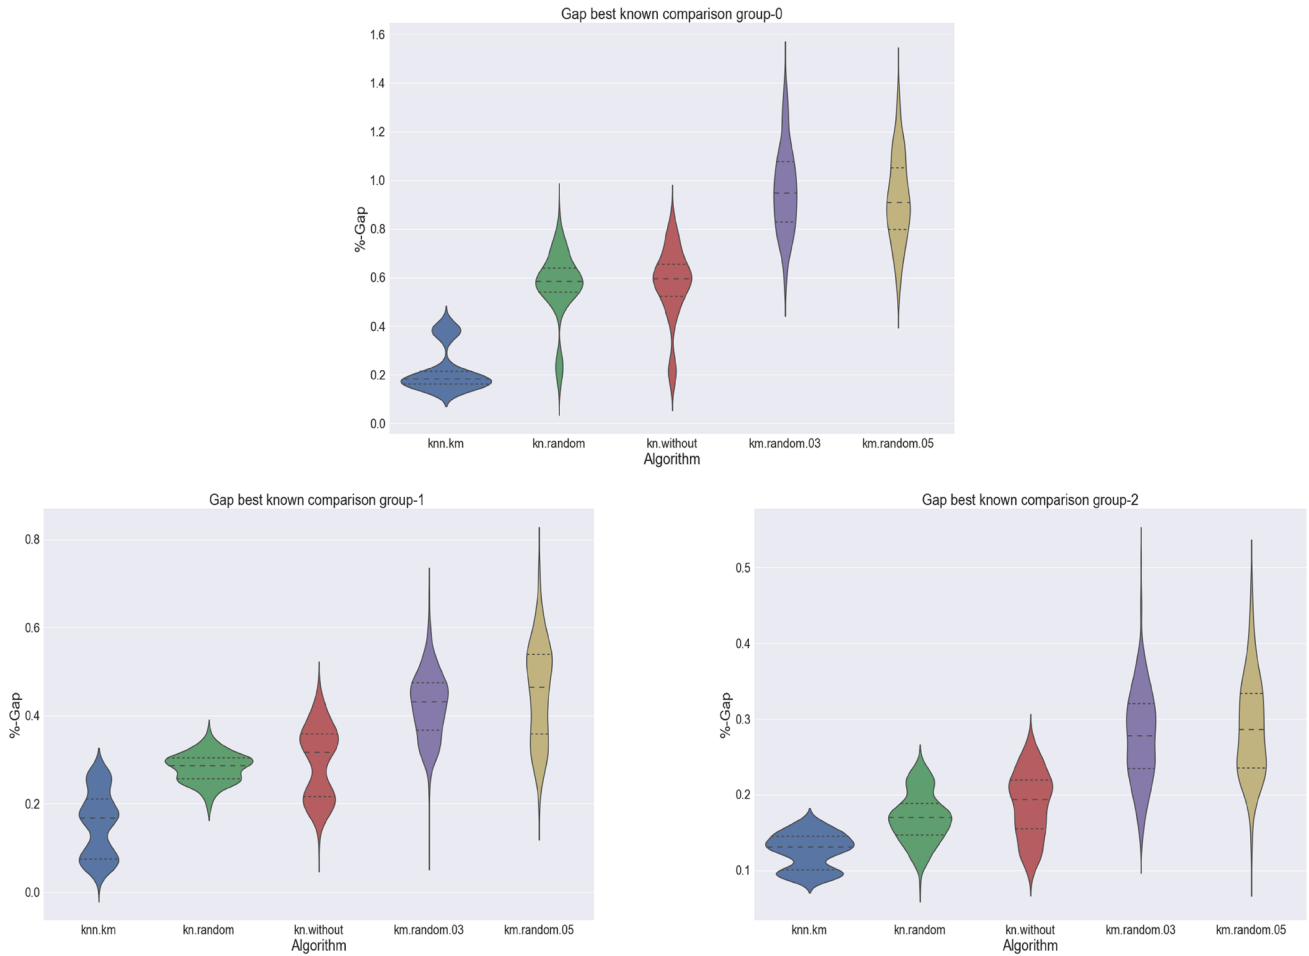 Gap best known comparison group-0
%-Gap
1.6
1.4
1.2
1.0
0.8
0.6
0.4
0.2
0.0
knn.km kn.random kn.without km.random.03 km.random.05
Algorithm
Gap best known comparison group-1
%-Gap
0.8
0.6
0.4
0.2
0.0
knn.km kn.random kn.without km.random.03 km.random.05
Algorithm
Gap best known comparison group-2
%-Gap
0.5
0.4
0.3
0.2
0.1
knn.km kn.random kn.without km.random.03 km.random.05
Algorithm